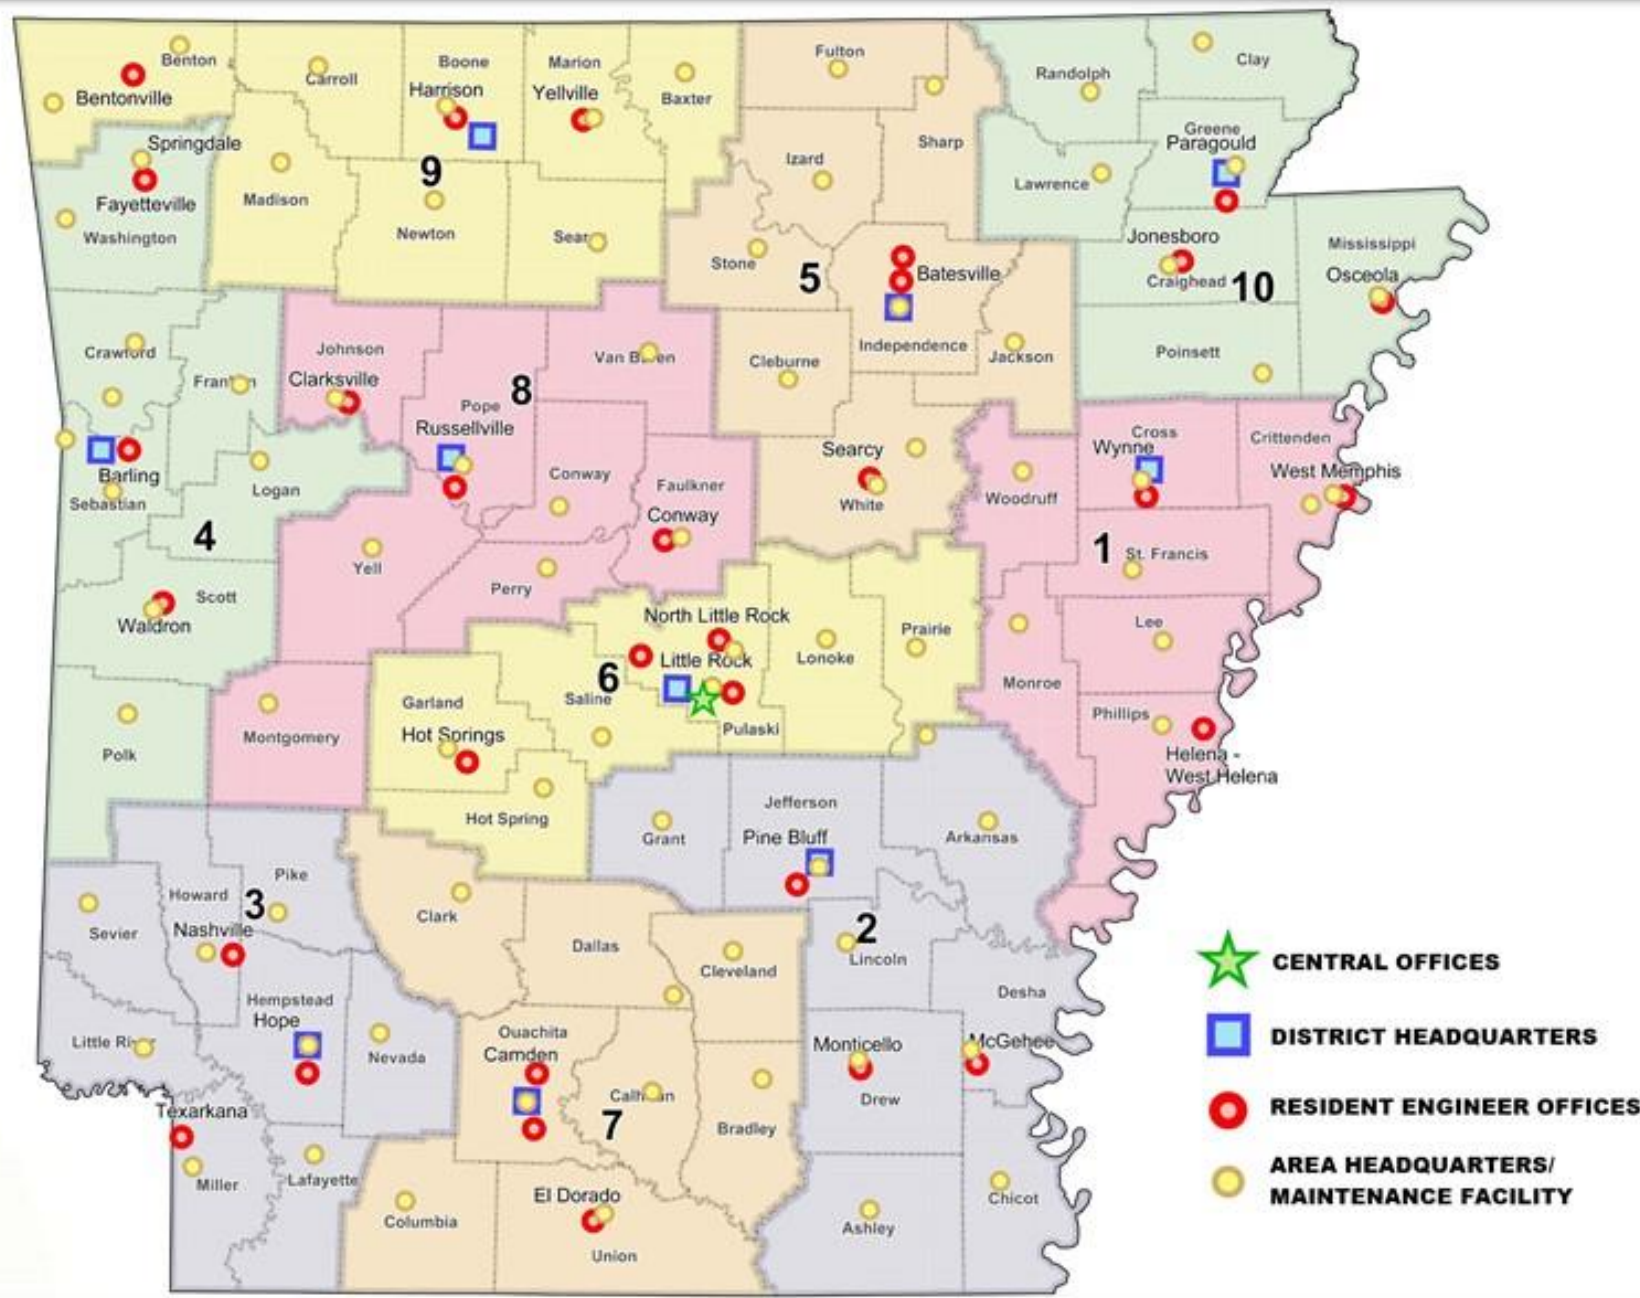 Benton
Bentonville
Carroll
Boone
Harrison
Marion
Yellville
Baxter
Fulton
Sharp
Izard
Randolph
Clay
Greene
Paragould
Lawrence
Springdale
Fayetteville
Washington
Madison
9
Newton
Stone
5
Batesville
Independence
Jackson
Cleburne
Jonesboro
Craighead
10
Mississippi
Osceola
Poinsett
Crawford
Johnson
Clarksville
8
Pope
Russellville
Barling
Sebastian
Logan
4
Conway
Faulkner
Conway
Searcy
White
Woodruff
Cross
Wynne
Crittenden
West Memphis
1
St. Francis
Yell
Perry
Scott
Waldron
North Little Rock
Little Rock
6
Saline
Pulaski
Lonoke
Prairie
Monroe
Lee
Phillips
Helena -
West Helena
Polk
Montgomery
Garland
Hot Springs
Hot Spring
Grant
Jefferson
Pine Bluff
Arkansas
Sevier
Howard
Pike
3
Nashville
Clark
Dallas
Cleveland
2
Lincoln
Desha
Hempstead
Hope
Nevada
Ouachita
Camden
7
Bradley
Monticello
Drew
McGehee
Texarkana
Miller
Lafayette
Columbia
El Dorado
Union
Ashley
Chicot
CENTRAL OFFICES
DISTRICT HEADQUARTERS
RESIDENT ENGINEER OFFICES
AREA HEADQUARTERS/
MAINTENANCE FACILITY